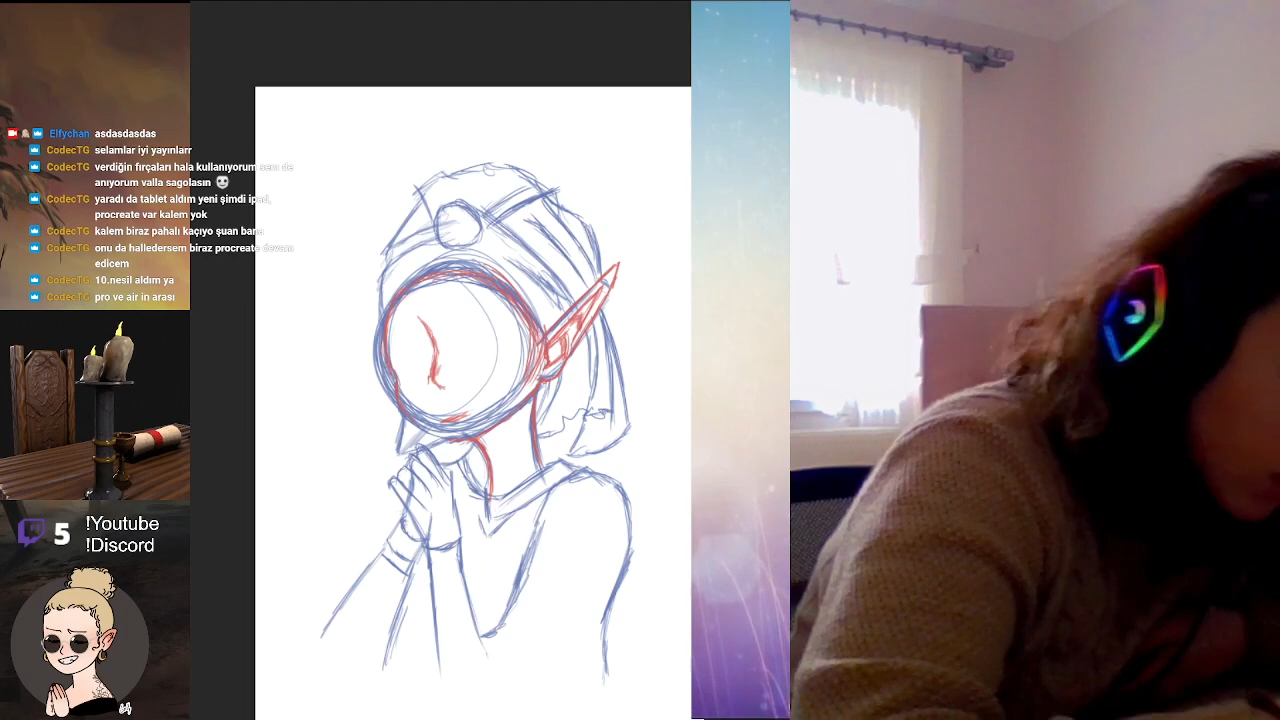 Elfychan asdasdasdas
CodecTG selamlar iyi yayınlarr
CodecTG verdiğin fırçaları hala kullanıyorum seni de
anıyorum valla sagolasın
CodecTG yaradı da tablet aldım yeni şimdi ipad,
procreate var kalem yok
CodecTG kalem biraz pahalı kaçıyo şuan bana
CodecTG onu da halledersem biraz procreate devam
edicem
CodecTG 10.nesil aldım ya
CodecTG pro ve air in arası
5 !Youtube
!Discord